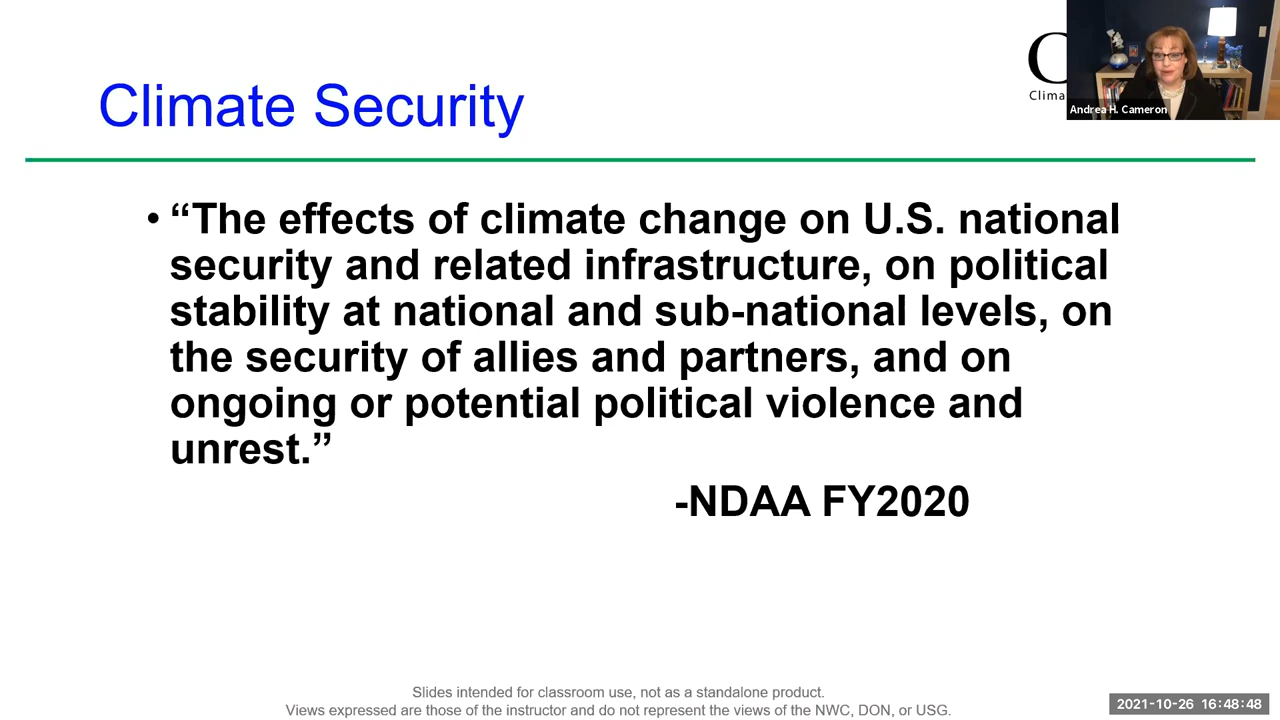 Climate Security
Andrea H. Cameron
• “The effects of climate change on U.S. national
security and related infrastructure, on political
stability at national and sub-national levels, on
the security of allies and partners, and on
ongoing or potential political violence and
unrest.”
-NDAA FY2020
Slides intended for classroom use, not as a standalone product.
Views expressed are those of the instructor and do not represent the views of the NWC, DON, or USG.
2021-10-26 16:48:48